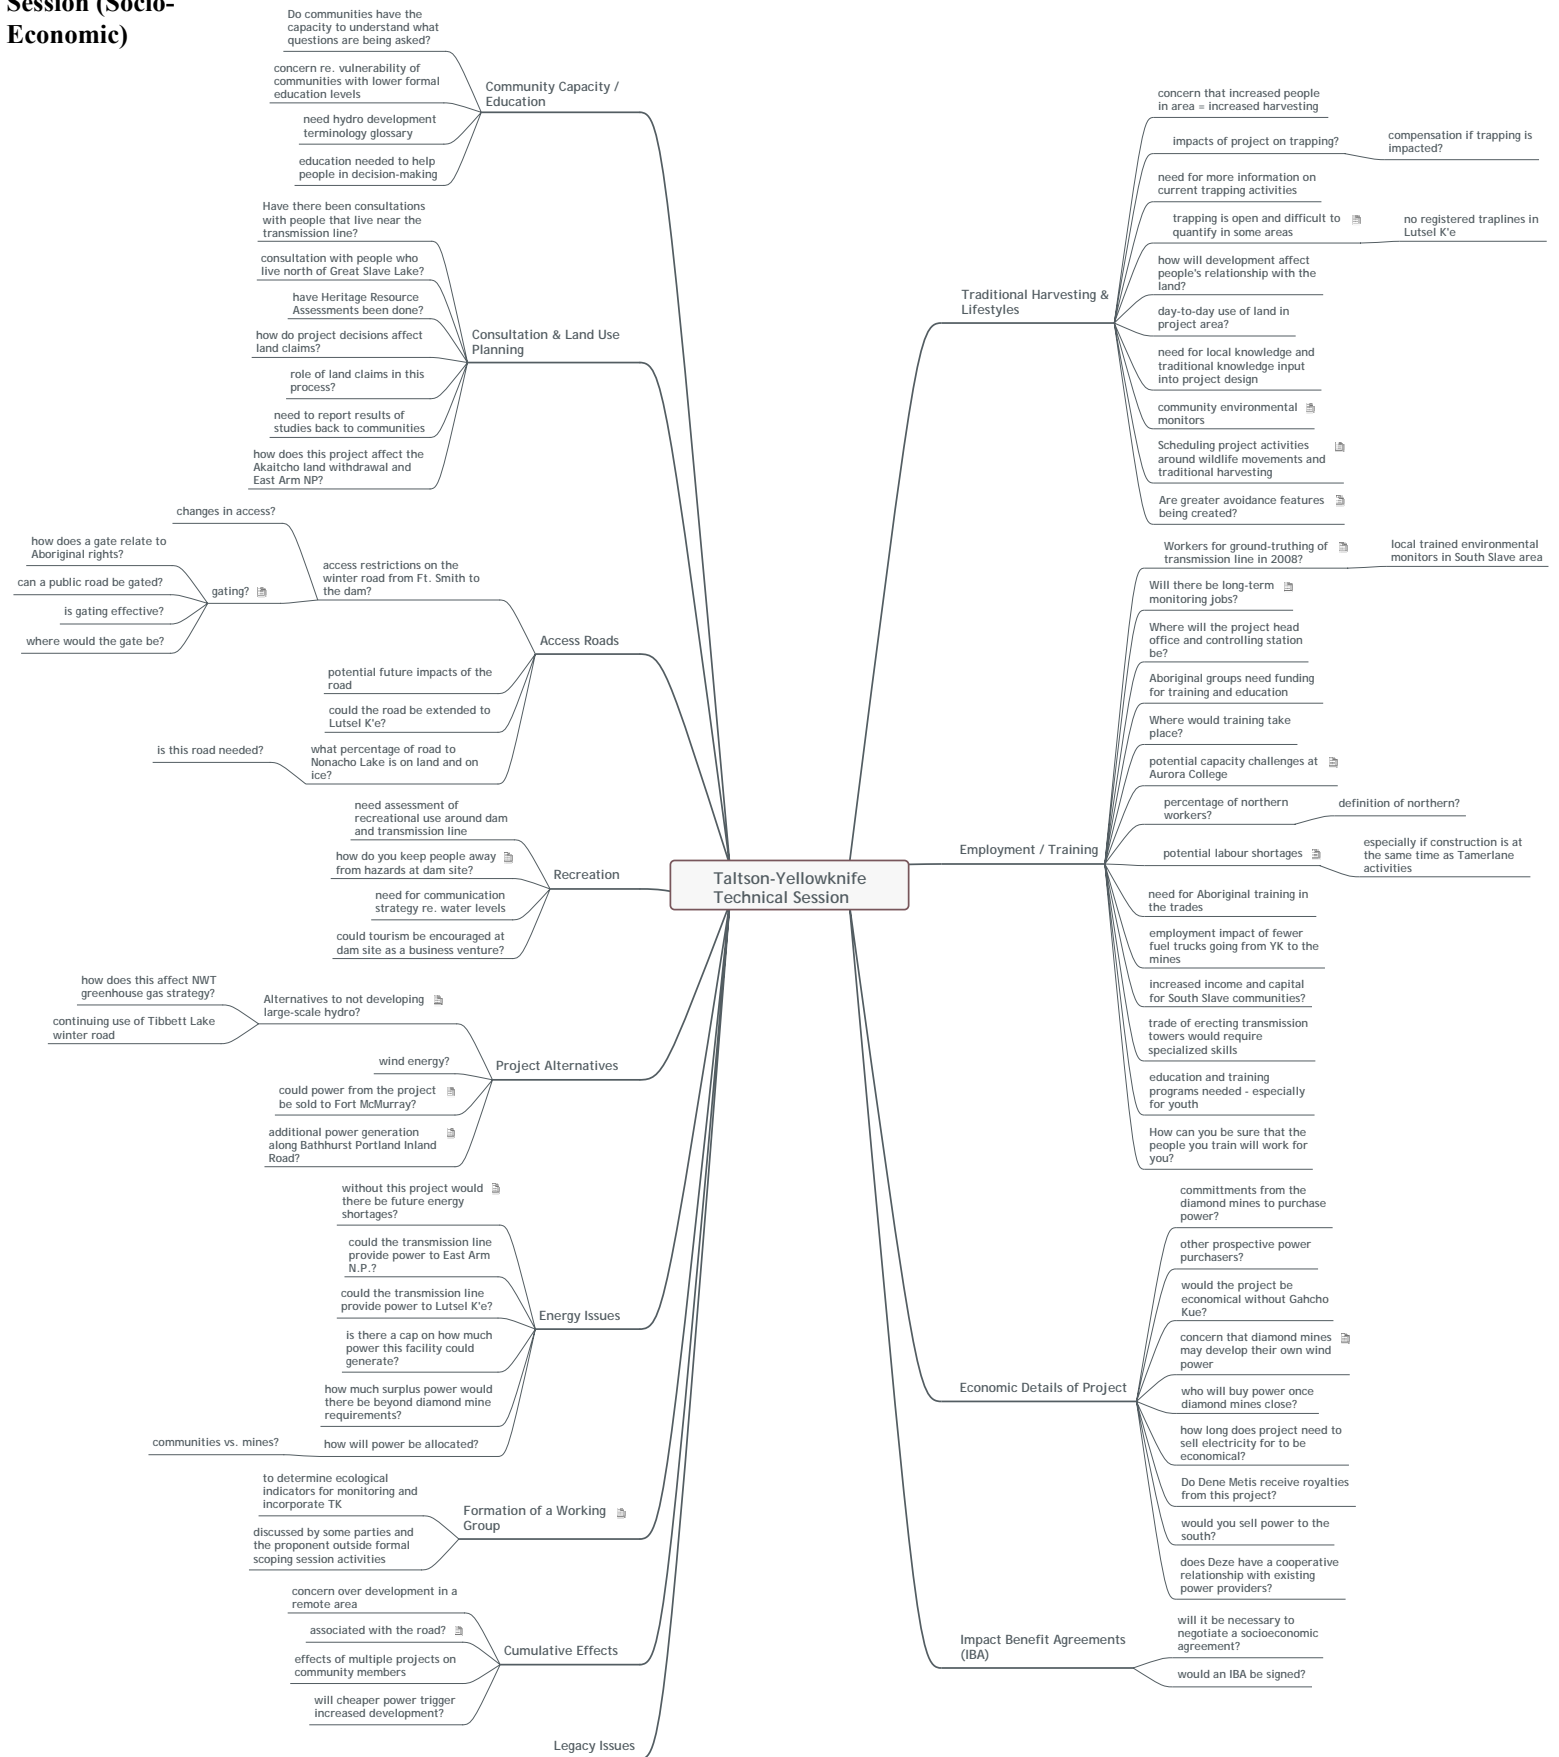 Session (Socio-
Economic)
Do communities have the
capacity to understand what
questions are being asked?
concern re. vulnerability of
communities with lower formal
education levels
need hydro development
terminology glossary
education needed to help
people in decision-making
Community Capacity /
Education
Have there been consultations
with people that live near the
transmission line?
consultation with people who
live north of Great Slave Lake?
have Heritage Resource
Assessments been done?
how do project decisions affect
land claims?
role of land claims in this
process?
need to report results of
studies back to communities
how does this project affect the
Akaitcho land withdrawal and
East Arm NP?
Consultation & Land Use
Planning
changes in access?
how does a gate relate to
Aboriginal rights?
can a public road be gated?
is gating effective?
where would the gate be?
gating?
access restrictions on the
winter road from Ft. Smith to
the dam?
potential future impacts of the
road
could the road be extended to
Lutsel K'e?
is this road needed?
what percentage of road to
Nonacho Lake is on land and on
ice?
Access Roads
need assessment of
recreational use around dam
and transmission line
how do you keep people away
from hazards at dam site?
need for communication
strategy re. water levels
could tourism be encouraged at
dam site as a business venture?
Recreation
how does this affect NWT
greenhouse gas strategy?
continuing use of Tibbett Lake
winter road
Alternatives to not developing
large-scale hydro?
wind energy?
could power from the project
be sold to Fort McMurray?
additional power generation
along Bathhurst Portland Inland
Road?
Project Alternatives
without this project would
there be future energy
shortages?
could the transmission line
provide power to East Arm
N.P.?
could the transmission line
provide power to Lutsel K'e?
is there a cap on how much
power this facility could
generate?
how much surplus power would
there be beyond diamond mine
requirements?
communities vs. mines?
how will power be allocated?
Energy Issues
to determine ecological
indicators for monitoring and
incorporate TK
discussed by some parties and
the proponent outside formal
scoping session activities
Formation of a Working
Group
concern over development in a
remote area
associated with the road?
effects of multiple projects on
community members
will cheaper power trigger
increased development?
Cumulative Effects
Legacy Issues
Taltson-Yellowknife
Technical Session
Traditional Harvesting &
Lifestyles
concern that increased people
in area = increased harvesting
impacts of project on trapping?
compensation if trapping is
impacted?
need for more information on
current trapping activities
trapping is open and difficult to
quantify in some areas
no registered traplines in
Lutsel K'e
how will development affect
people's relationship with the
land?
day-to-day use of land in
project area?
need for local knowledge and
traditional knowledge input
into project design
community environmental
monitors
Scheduling project activities
around wildlife movements and
traditional harvesting
Are greater avoidance features
being created?
Employment / Training
Workers for ground-truthing of
transmission line in 2008?
local trained environmental
monitors in South Slave area
Will there be long-term
monitoring jobs?
Where will the project head
office and controlling station
be?
Aboriginal groups need funding
for training and education
Where would training take
place?
potential capacity challenges at
Aurora College
percentage of northern
workers?
definition of northern?
potential labour shortages
especially if construction is at
the same time as Tamerlane
activities
need for Aboriginal training in
the trades
employment impact of fewer
fuel trucks going from YK to the
mines
increased income and capital
for South Slave communities?
trade of erecting transmission
towers would require
specialized skills
education and training
programs needed - especially
for youth
How can you be sure that the
people you train will work for
you?
Economic Details of Project
committments from the
diamond mines to purchase
power?
other prospective power
purchasers?
would the project be
economical without Gahcho
Kue?
concern that diamond mines
may develop their own wind
power
who will buy power once
diamond mines close?
how long does project need to
sell electricity for to be
economical?
Do Dene Metis receive royalties
from this project?
would you sell power to the
south?
does Deze have a cooperative
relationship with existing
power providers?
Impact Benefit Agreements
(IBA)
will it be necessary to
negotiate a socioeconomic
agreement?
would an IBA be signed?